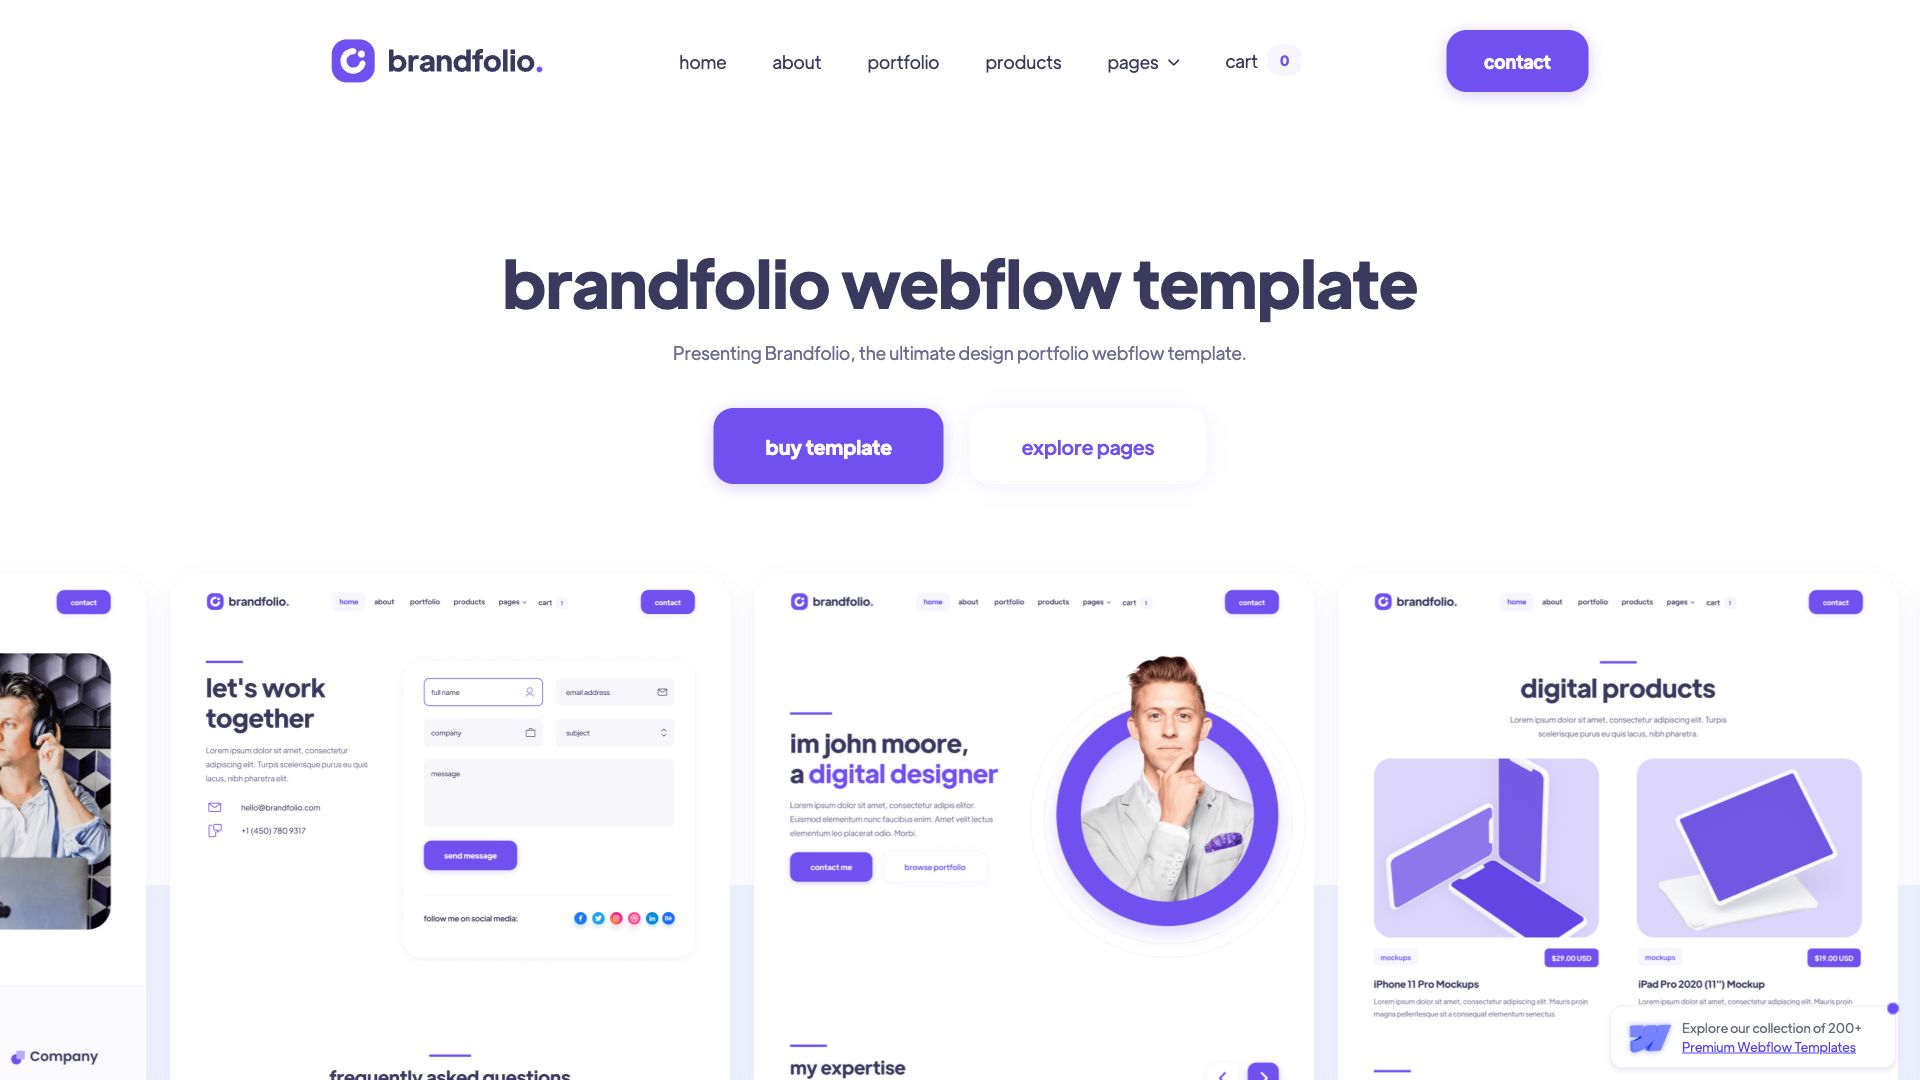 brandfolio.
home about portfolio products pages cart 0
contact
brandfolio webflow template
Presenting Brandfolio, the ultimate design portfolio webflow template.
buy template explore pages
contact
Company
brandfolio. home about portfolio products pages cart 1 contact
let's work
together
Lorem ipsum dolor sit amet, consectetur
adipiscing elit. Turpis scelerisque purus eu quis
lacus, nibh pharetra elit.
hello@brandfolio.com
+1 (450) 780 9317
full name email address
company subject
message
send message
follow me on social media:
frequently asked questions
brandfolio. home about portfolio products pages cart 1 contact
im john moore,
a digital designer
Lorem ipsum dolor sit amet, consectetur adipis elitor.
Euismod elementum nunc faucibus enim. Amet velit lectus
elementum leo placerat odio. Morbi.
contact me browse portfolio
my expertise
brandfolio. home about portfolio products pages cart 1 contact
digital products
Lorem ipsum dolor sit amet, consectetur adipiscing elit. Turpis
scelerisque purus eu quis lacus, nibh pharetra.
mockups $29.00 USD
iPhone 11 Pro Mockups
Lorem ipsum dolor sit amet, consectetur adipiscing elit. Mauris proin
magna pellentesque sit a consequat elementum senectus.
mockups $19.00 USD
iPad Pro 2020 (11") Mockup
Lorem ipsum dolor sit amet, consectetur adipiscing elit. Mauris proin
Explore our collection of 200+
Premium Webflow Templates